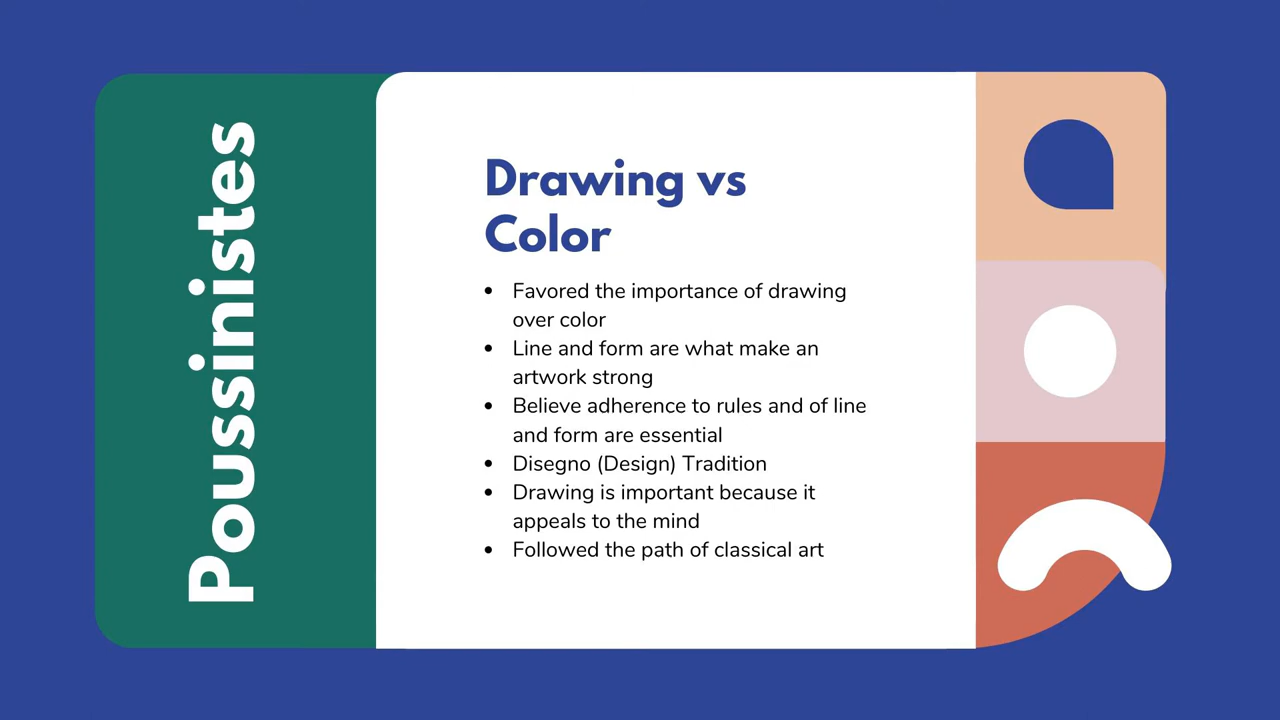 Poussinistes
Drawing vs
Color
• Favored the importance of drawing
over color
• Line and form are what make an
artwork strong
• Believe adherence to rules and of line
and form are essential
• Disegno (Design) Tradition
• Drawing is important because it
appeals to the mind
• Followed the path of classical art